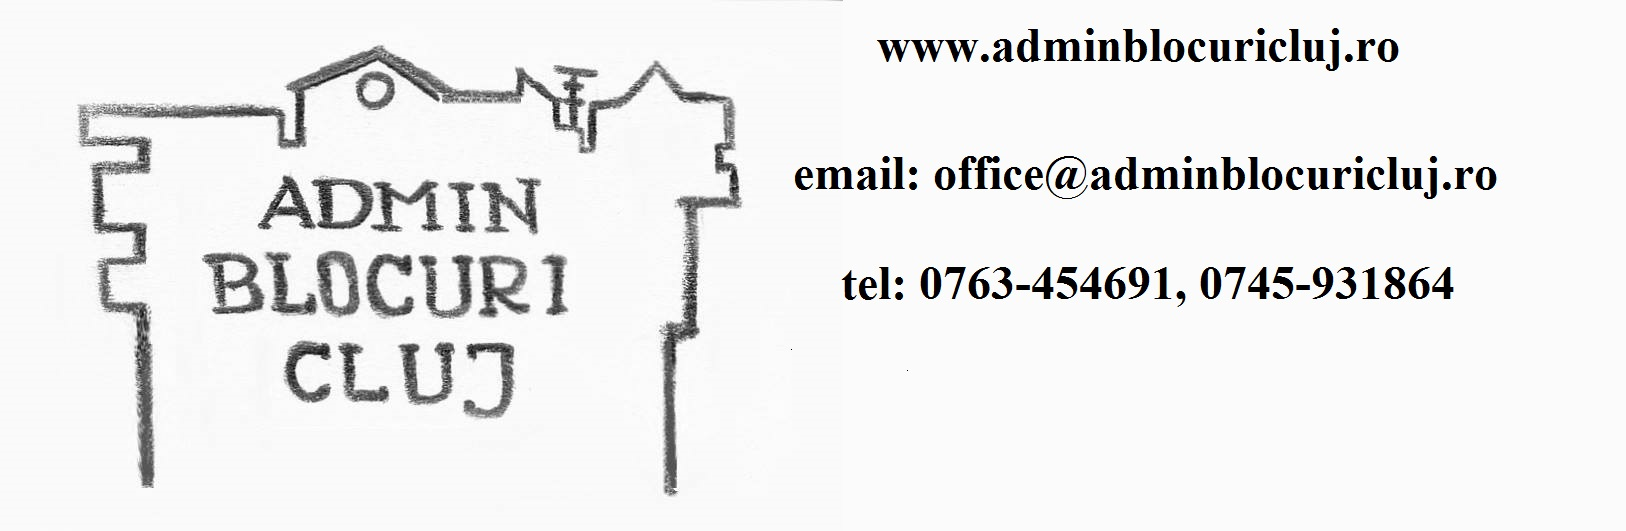 ADMIN
BLOCURI
CLUJ
www.adminblocuricluj.ro
email: office@adminblocuricluj.ro
tel: 0763-454691, 0745-931864